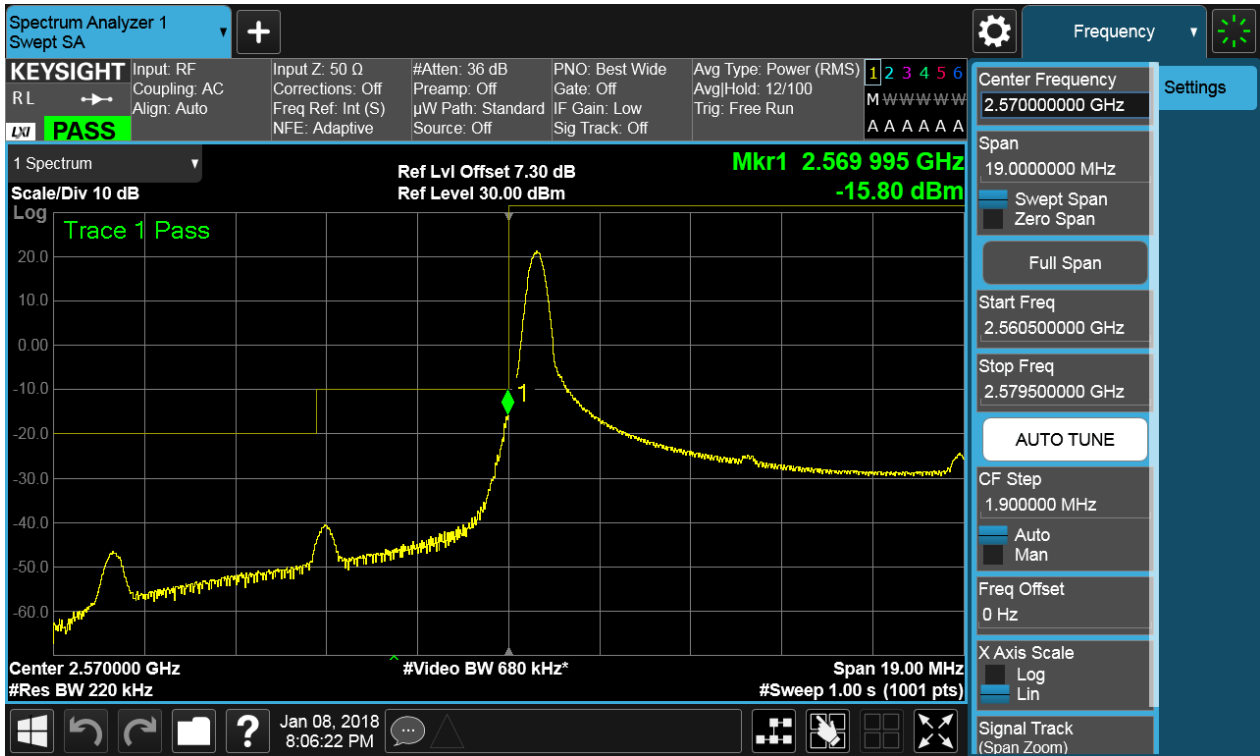 Spectrum Analyzer 1
Swept SA
+
Frequency
KEYSIGHT
R L
LXI
PASS
Input: RF
Coupling: AC
Align: Auto
Input Z: 50 Ω
Corrections: Off
Freq Ref: Int (S)
NFE: Adaptive
#Atten: 36 dB
Preamp: Off
µW Path: Standard
Source: Off
PNO: Best Wide
Gate: Off
IF Gain: Low
Sig Track: Off
Avg Type: Power (RMS)
Avg|Hold: 12/100
Trig: Free Run
1 2 3 4 5 6
M W W W W W
A A A A A A
1 Spectrum
Scale/Div 10 dB
Ref Lvl Offset 7.30 dB
Ref Level 30.00 dBm
Mkr1 2.569 995 GHz
-15.80 dBm
Log
Trace 1 Pass
20.0
10.0
0.00
-10.0
1
-20.0
-30.0
-40.0
-50.0
-60.0
Center 2.570000 GHz
#Res BW 220 kHz
#Video BW 680 kHz*
Span 19.00 MHz
#Sweep 1.00 s (1001 pts)
Center Frequency
2.570000000 GHz
Settings
Span
19.0000000 MHz
Swept Span
Zero Span
Full Span
Start Freq
2.560500000 GHz
Stop Freq
2.579500000 GHz
AUTO TUNE
CF Step
1.900000 MHz
Auto
Man
Freq Offset
0 Hz
X Axis Scale
Log
Lin
Signal Track
(Span Zoom)
?
Jan 08, 2018
8:06:22 PM